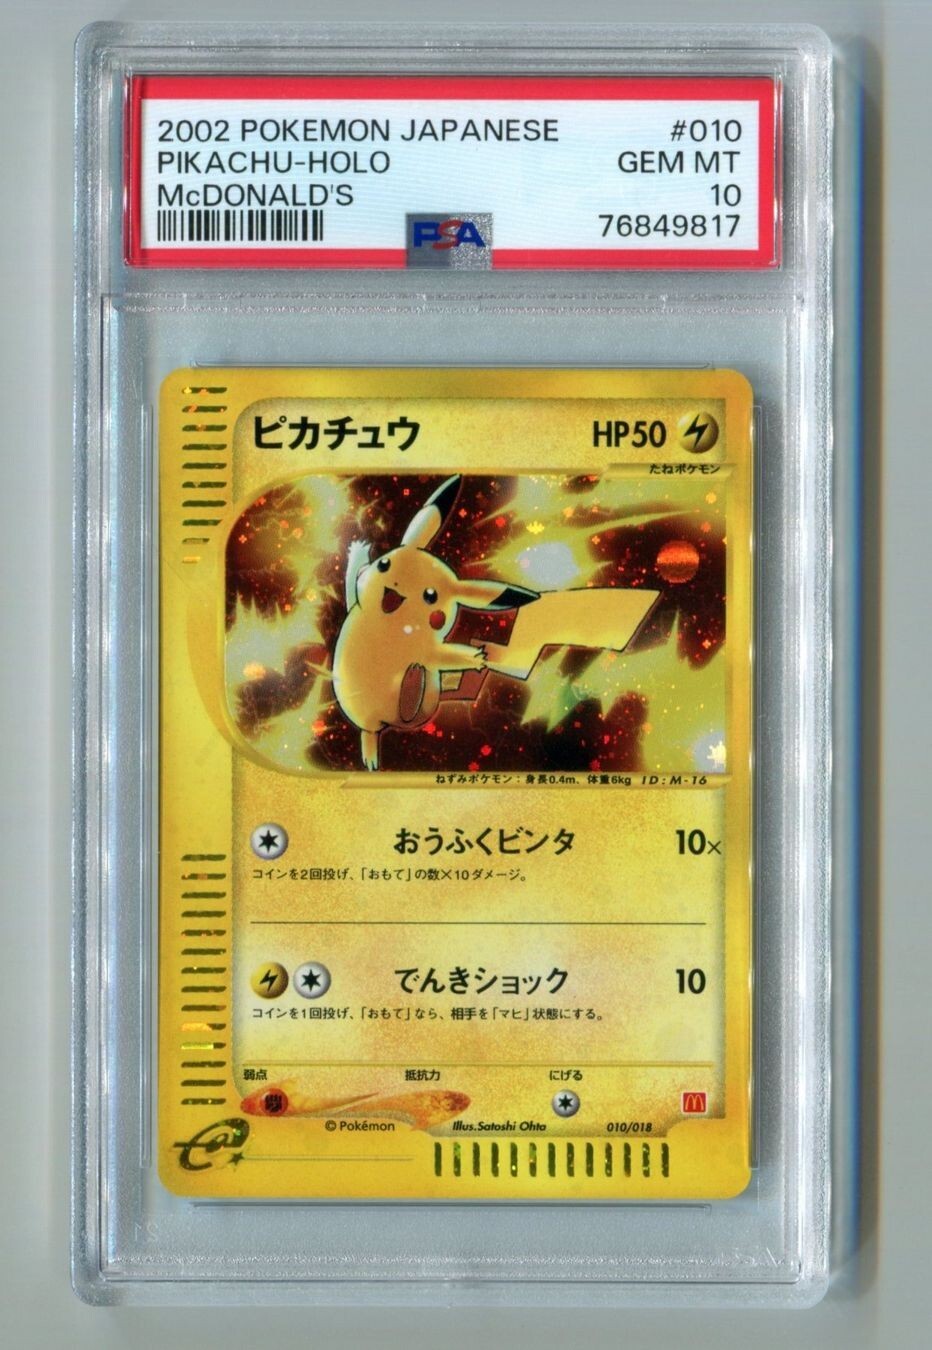 2002 POKEMON JAPANESE #010
PIKACHU-HOLO GEM MT
McDONALD'S 10
PSA 76849817
ピカチュウ HP50
たねポケモン
ねずみポケモン：身長0.4m、体重6kg ID：M-16
おうふくビンタ 10×
コインを2回投げ、「おもて」の数×10ダメージ。
でんきショック 10
コインを1回投げ、「おもて」なら、相手を「マヒ」状態にする。
弱点 抵抗力 にげる
©Pokémon Illus.Satoshi Ohta 010/018
e